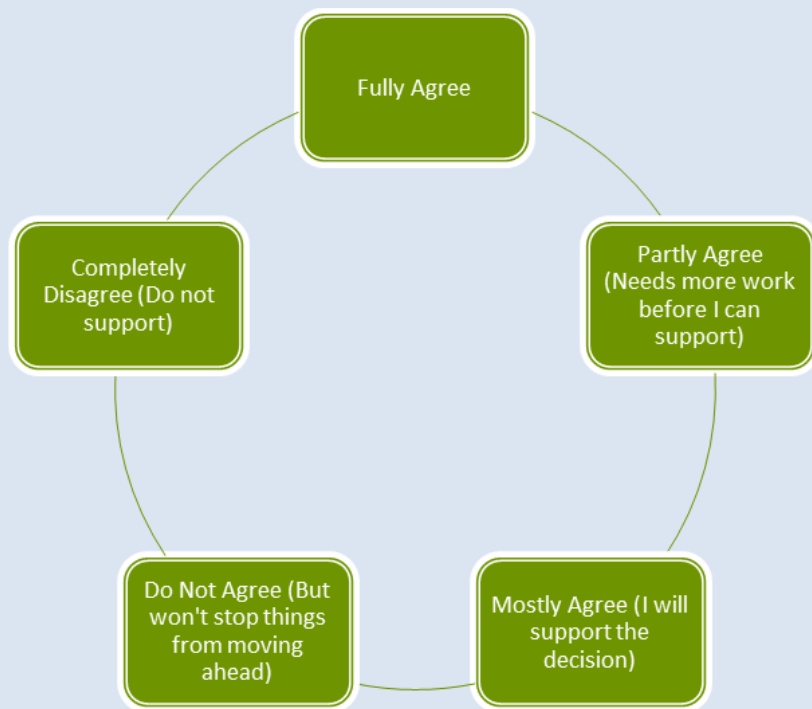 Fully Agree
Partly Agree
(Needs more work
before I can
support)
Mostly Agree (I will
support the
decision)
Do Not Agree (But
won't stop things
from moving
ahead)
Completely
Disagree (Do not
support)